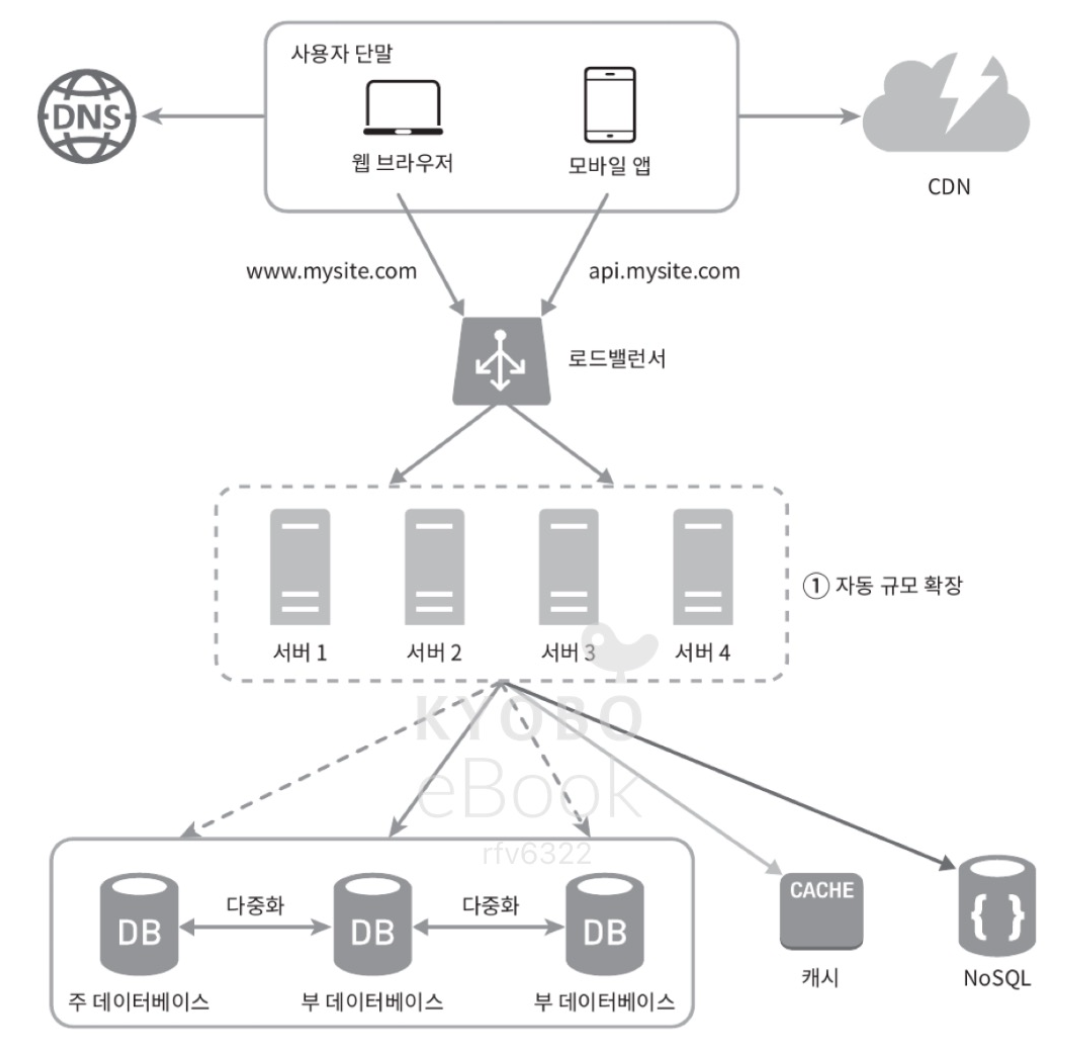 사용자 단말
DNS
웹 브라우저
모바일 앱
CDN
www.mysite.com
api.mysite.com
로드밸런서
① 자동 규모 확장
서버 1
서버 2
서버 3
서버 4
KYOBO
eBook
rfv6322
다중화
다중화
DB
DB
DB
CACHE
{ }
주 데이터베이스
부 데이터베이스
부 데이터베이스
캐시
NoSQL